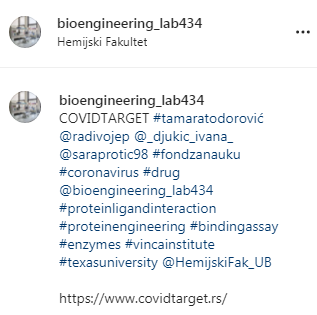 bioengineering_lab434
Hemijski Fakultet
bioengineering_lab434
COVIDTARGET #tamaratodorović
@radivojep @_djukic_ivana_
@saraprotic98 #fondzanauku
#coronavirus #drug
@bioengineering_lab434
#proteinligandinteraction
#proteinengineering #bindingassay
#enzymes #vincainstitute
#texasuniversity @HemijskiFak_UB
https://www.covidtarget.rs/